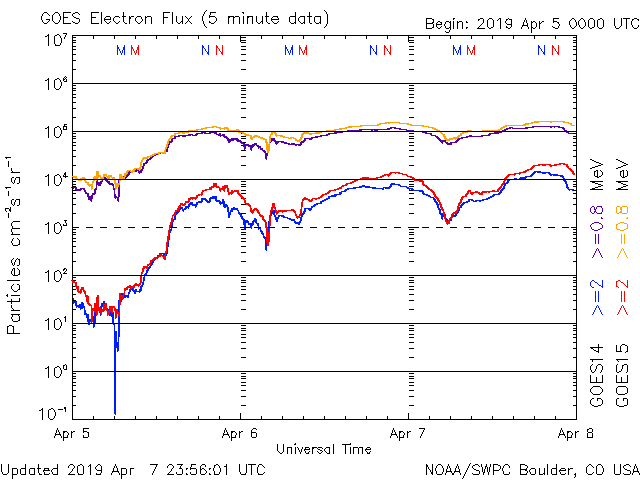 GOES Electron Flux (5 minute data)
Begin: 2019 Apr 5 0000 UTC
10⁷
10⁶
10⁵
10⁴
10³
10²
10¹
10⁰
10⁻¹
M M N N M M N N M M N N
Particles cm⁻²s⁻¹sr⁻¹
Apr 5 Apr 6 Apr 7 Apr 8
Universal Time
GOES14 >=2 >=0.8 MeV
GOES15 >=2 >=0.8 MeV
Updated 2019 Apr 7 23:56:01 UTC
NOAA/SWPC Boulder, CO USA